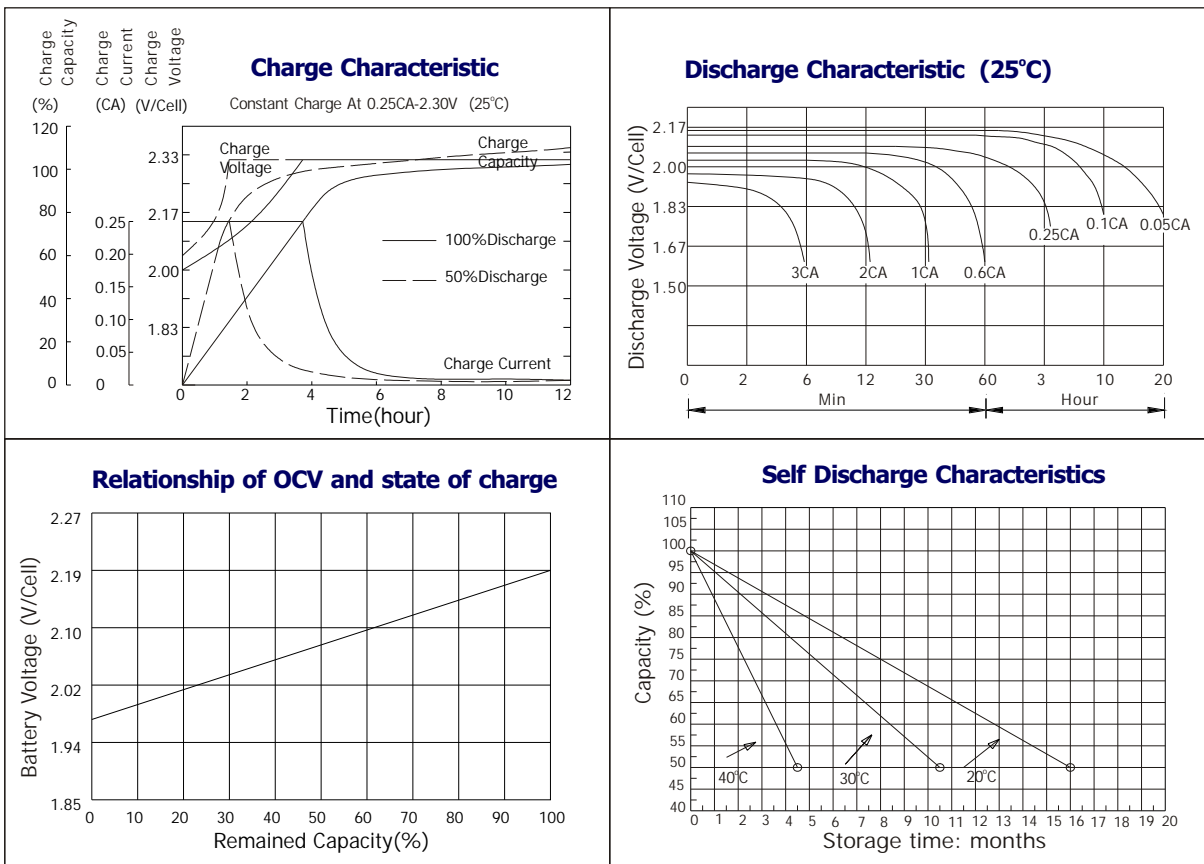 Charge
Capacity
Charge
Current
Charge
Voltage
(%)
(CA)
(V/Cell)
Charge Characteristic
Constant Charge At 0.25CA-2.30V (25°C)
120
100
80
60
40
20
0
0.25
0.20
0.15
0.10
0.05
0
2.33
2.17
2.00
1.83
Charge
Voltage
Charge
Capacity
100%Discharge
50%Discharge
Charge Current
0 2 4 6 8 10 12
Time(hour)
Discharge Characteristic (25°C)
Discharge Voltage (V/Cell)
2.17
2.00
1.83
1.67
1.50
3CA 2CA 1CA 0.6CA 0.25CA 0.1CA 0.05CA
0 2 6 12 30 60 3 10 20
Min Hour
Relationship of OCV and state of charge
Battery Voltage (V/Cell)
2.27
2.19
2.10
2.02
1.94
1.85
0 10 20 30 40 50 60 70 80 90 100
Remained Capacity(%)
Self Discharge Characteristics
Capacity (%)
110
105
100
95
90
85
80
75
70
65
60
55
50
45
40
40°C 30°C 20°C
0 1 2 3 4 5 6 7 8 9 10 11 12 13 14 15 16 17 18 19 20
Storage time: months